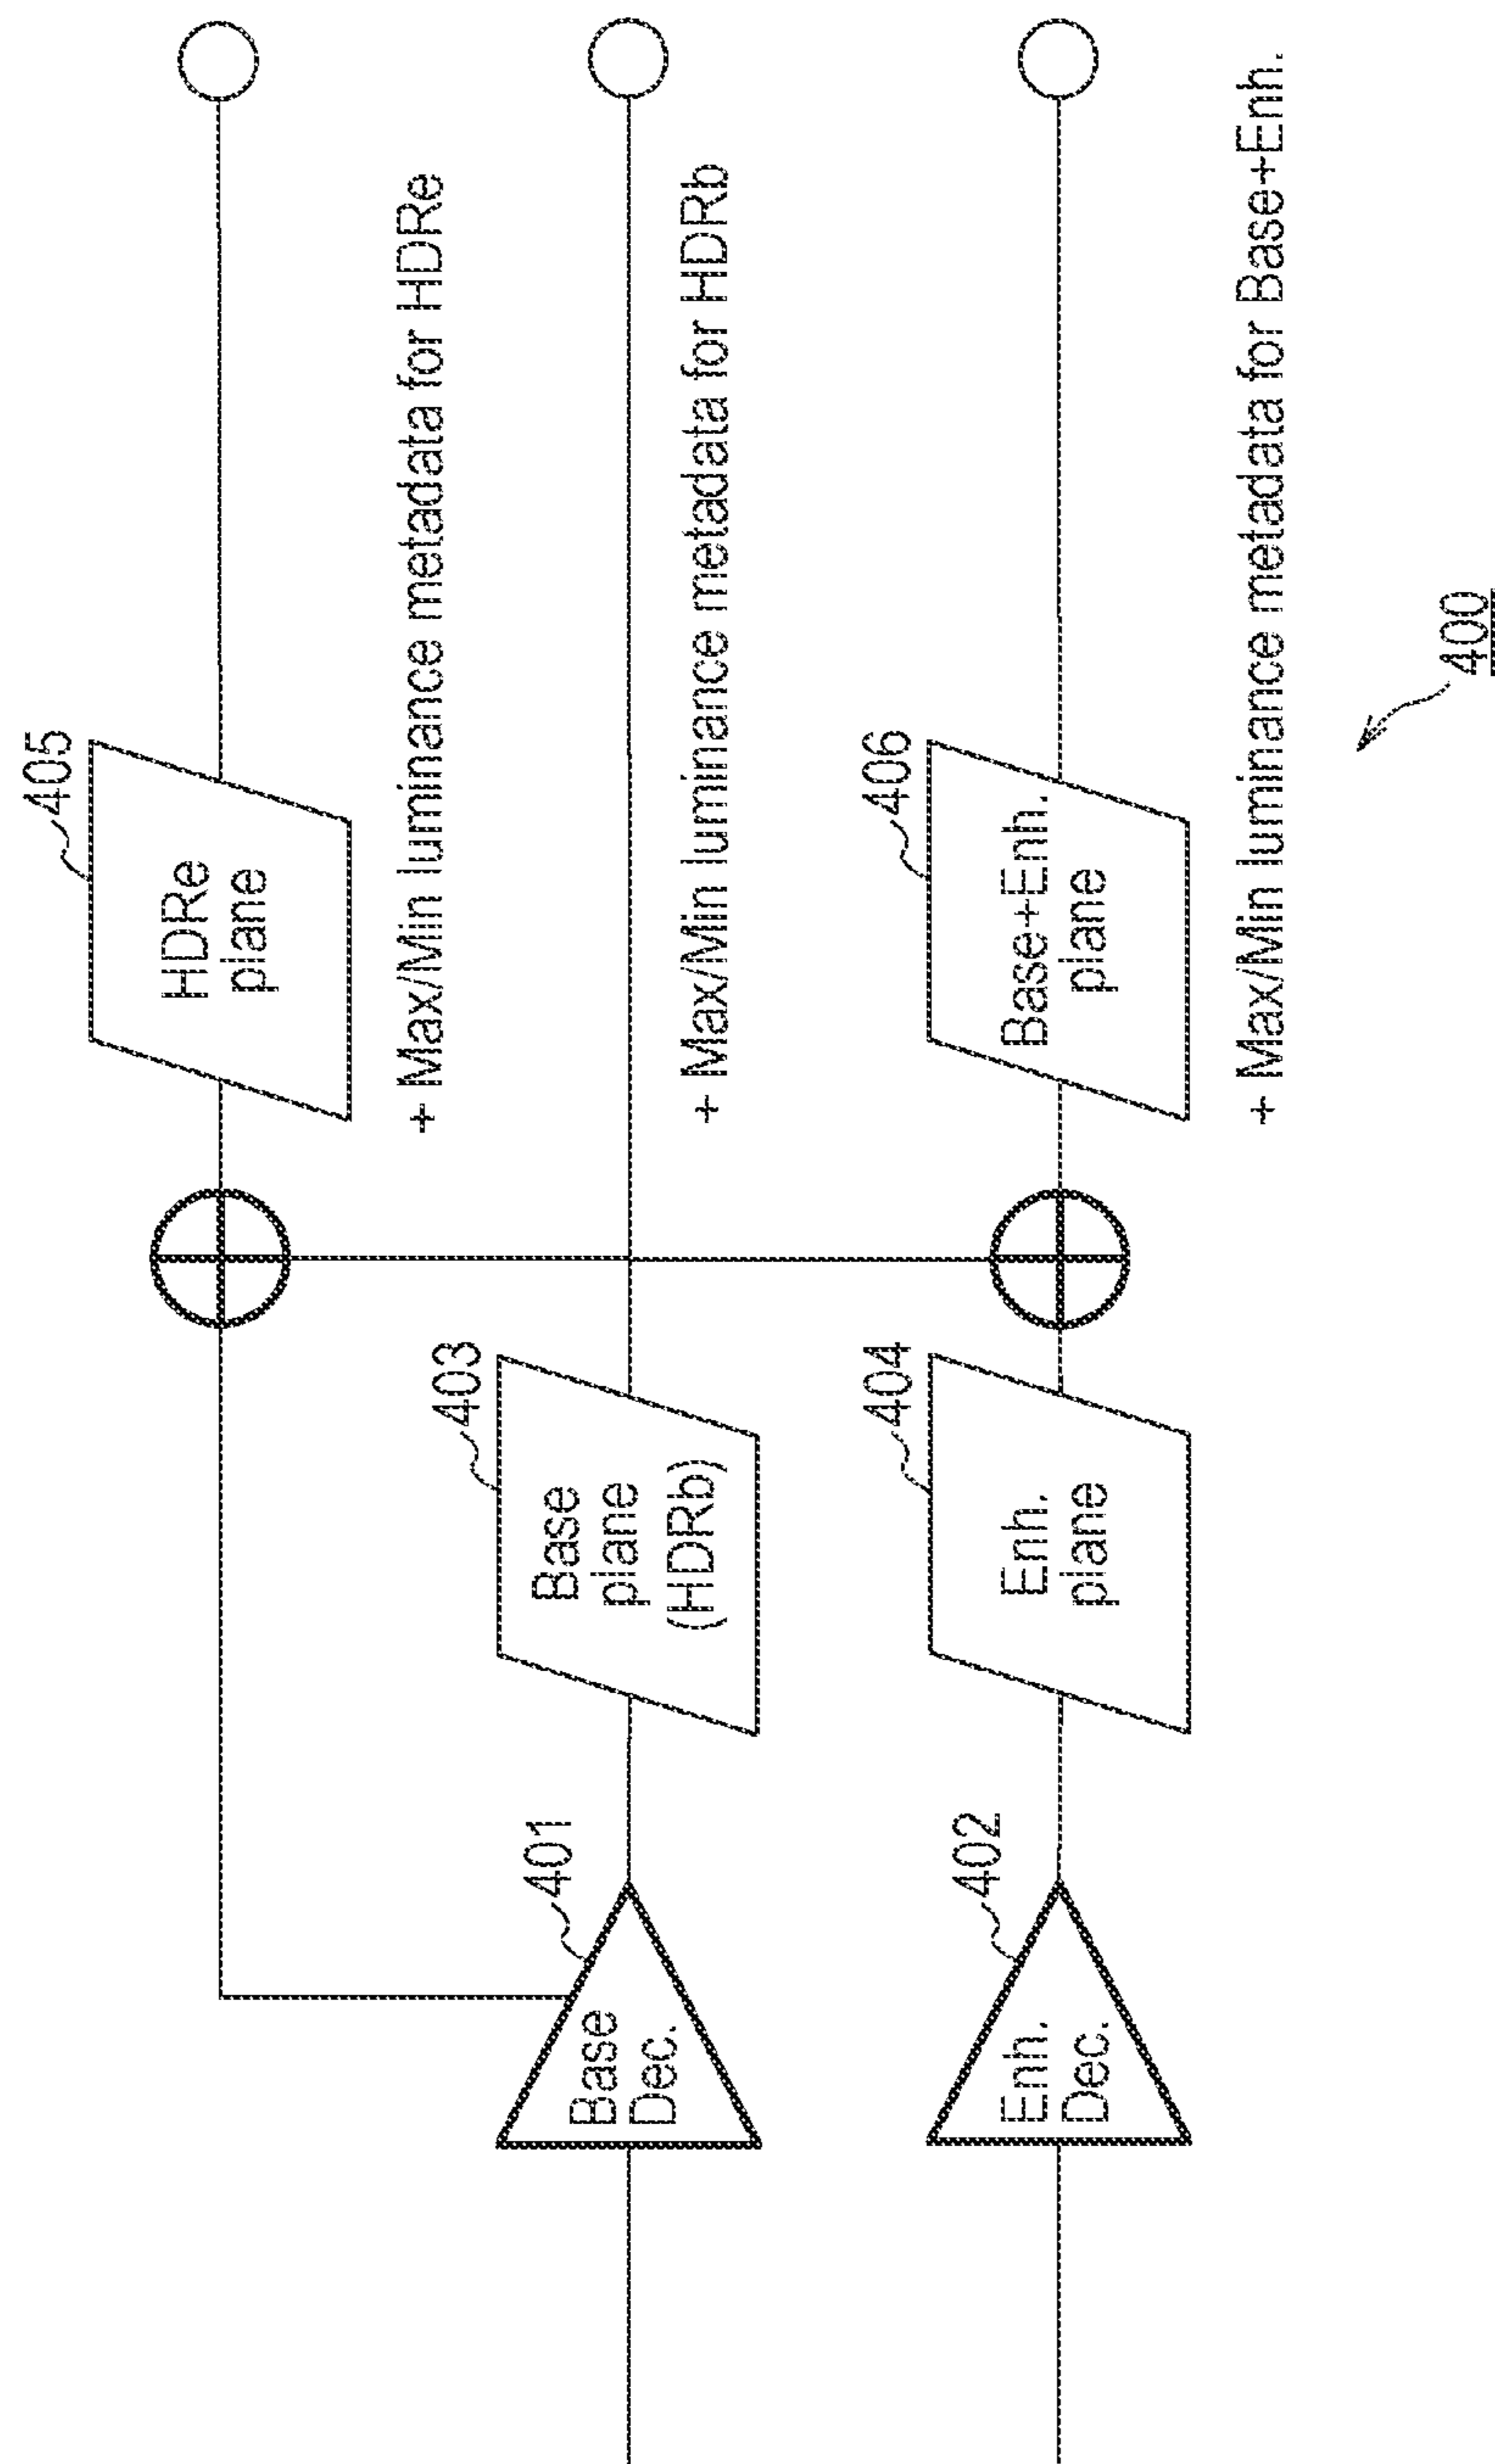 405
HDRe
plane
+ Max/Min luminance metadata for HDRe
401
Base
Dec.
403
Base
plane
(HDRb)
+ Max/Min luminance metadata for HDRb
402
Enh.
Dec.
404
Enh.
plane
406
Base+Enh.
plane
+ Max/Min luminance metadata for Base+Enh.
400